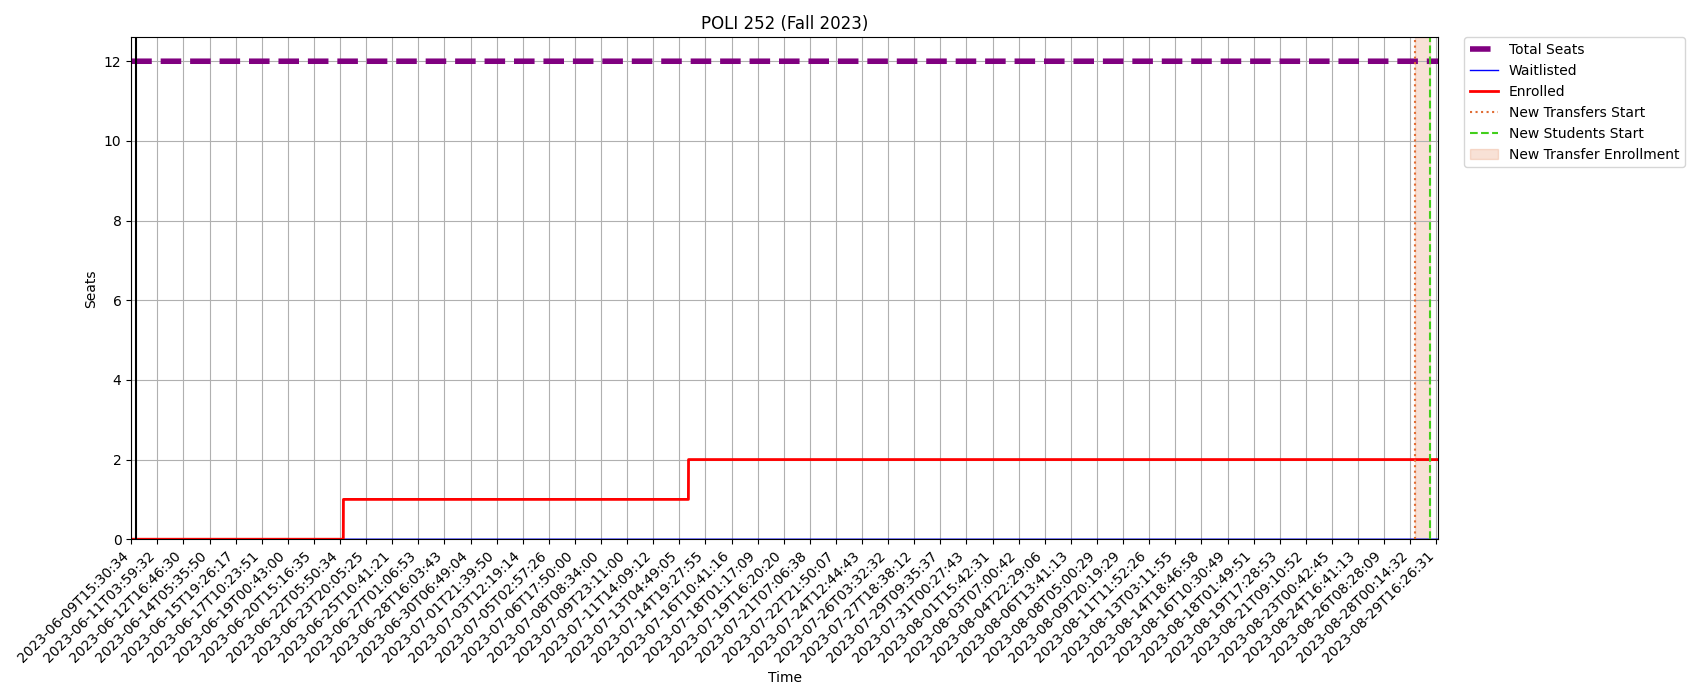 POLI 252 (Fall 2023)
Total Seats
Waitlisted
Enrolled
New Transfers Start
New Students Start
New Transfer Enrollment
Seats
12
10
8
6
4
2
0
2023-06-09T15:30:34
2023-06-11T03:59:32
2023-06-12T16:46:30
2023-06-14T05:35:50
2023-06-15T19:26:17
2023-06-17T10:23:51
2023-06-19T00:43:00
2023-06-20T15:16:35
2023-06-22T05:50:34
2023-06-23T20:05:25
2023-06-25T10:41:21
2023-06-27T01:06:53
2023-06-28T16:03:43
2023-06-30T06:49:04
2023-07-01T21:39:50
2023-07-03T12:19:14
2023-07-05T02:57:26
2023-07-06T17:50:00
2023-07-08T08:34:00
2023-07-09T23:11:00
2023-07-11T14:09:12
2023-07-13T04:49:05
2023-07-14T19:27:55
2023-07-16T10:41:16
2023-07-18T01:17:09
2023-07-19T16:20:20
2023-07-21T07:06:38
2023-07-22T21:50:07
2023-07-24T12:44:43
2023-07-26T03:32:32
2023-07-27T18:38:12
2023-07-29T09:35:37
2023-07-31T00:27:43
2023-08-01T15:42:31
2023-08-03T07:00:42
2023-08-04T22:29:06
2023-08-06T13:41:13
2023-08-08T05:00:29
2023-08-09T20:19:29
2023-08-11T11:52:26
2023-08-13T03:11:55
2023-08-14T18:46:58
2023-08-16T10:30:49
2023-08-18T01:49:51
2023-08-19T17:28:53
2023-08-21T09:10:52
2023-08-23T00:42:45
2023-08-24T16:41:13
2023-08-26T08:28:09
2023-08-28T00:14:32
2023-08-29T16:26:31
Time